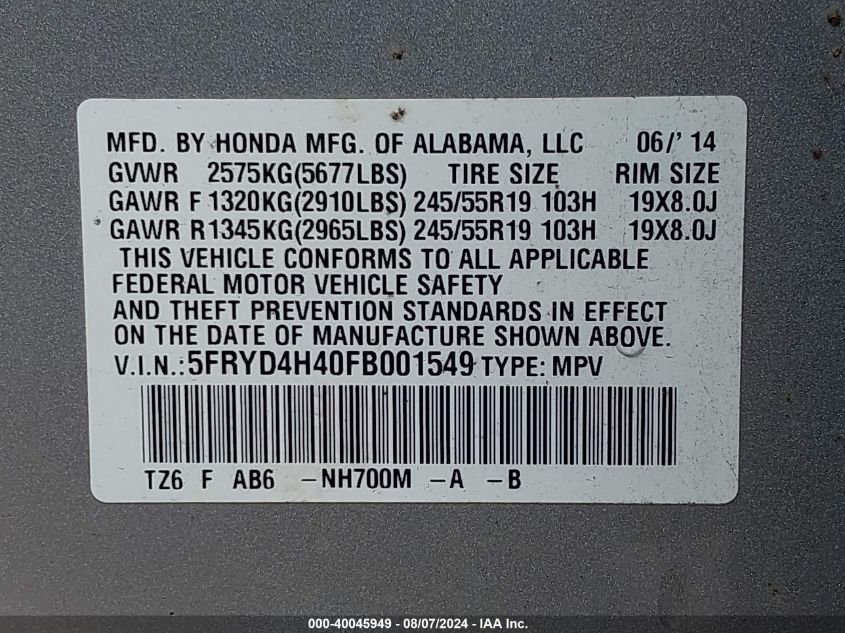 MFD. BY HONDA MFG. OF ALABAMA, LLC 06/' 14
GVWR 2575KG(5677LBS) TIRE SIZE RIM SIZE
GAWR F 1320KG(2910LBS) 245/55R19 103H 19X8.0J
GAWR R 1345KG(2965LBS) 245/55R19 103H 19X8.0J
THIS VEHICLE CONFORMS TO ALL APPLICABLE
FEDERAL MOTOR VEHICLE SAFETY
AND THEFT PREVENTION STANDARDS IN EFFECT
ON THE DATE OF MANUFACTURE SHOWN ABOVE.
V.I.N.: 5FRYD4H40FB001549 TYPE: MPV
TZ6 F AB6 -NH700M -A -B
000-40045949 - 08/07/2024 - IAA Inc.